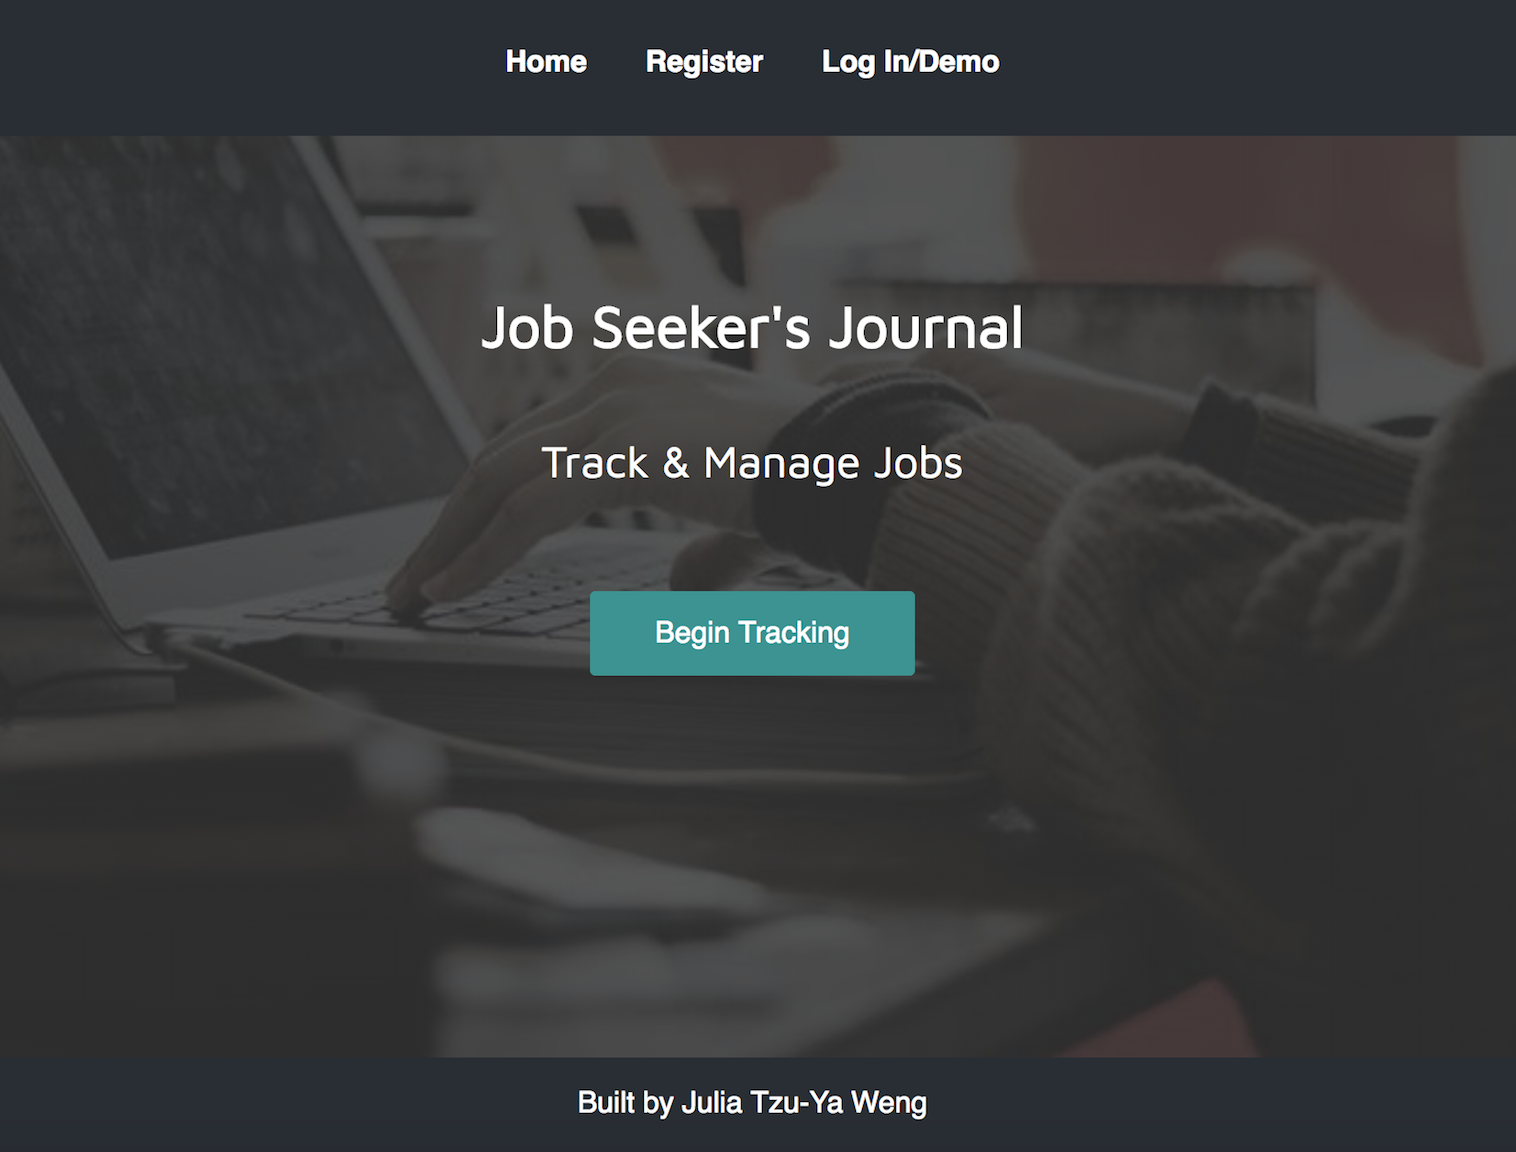 Home Register Log In/Demo
Job Seeker's Journal
Track & Manage Jobs
Begin Tracking
Built by Julia Tzu-Ya Weng